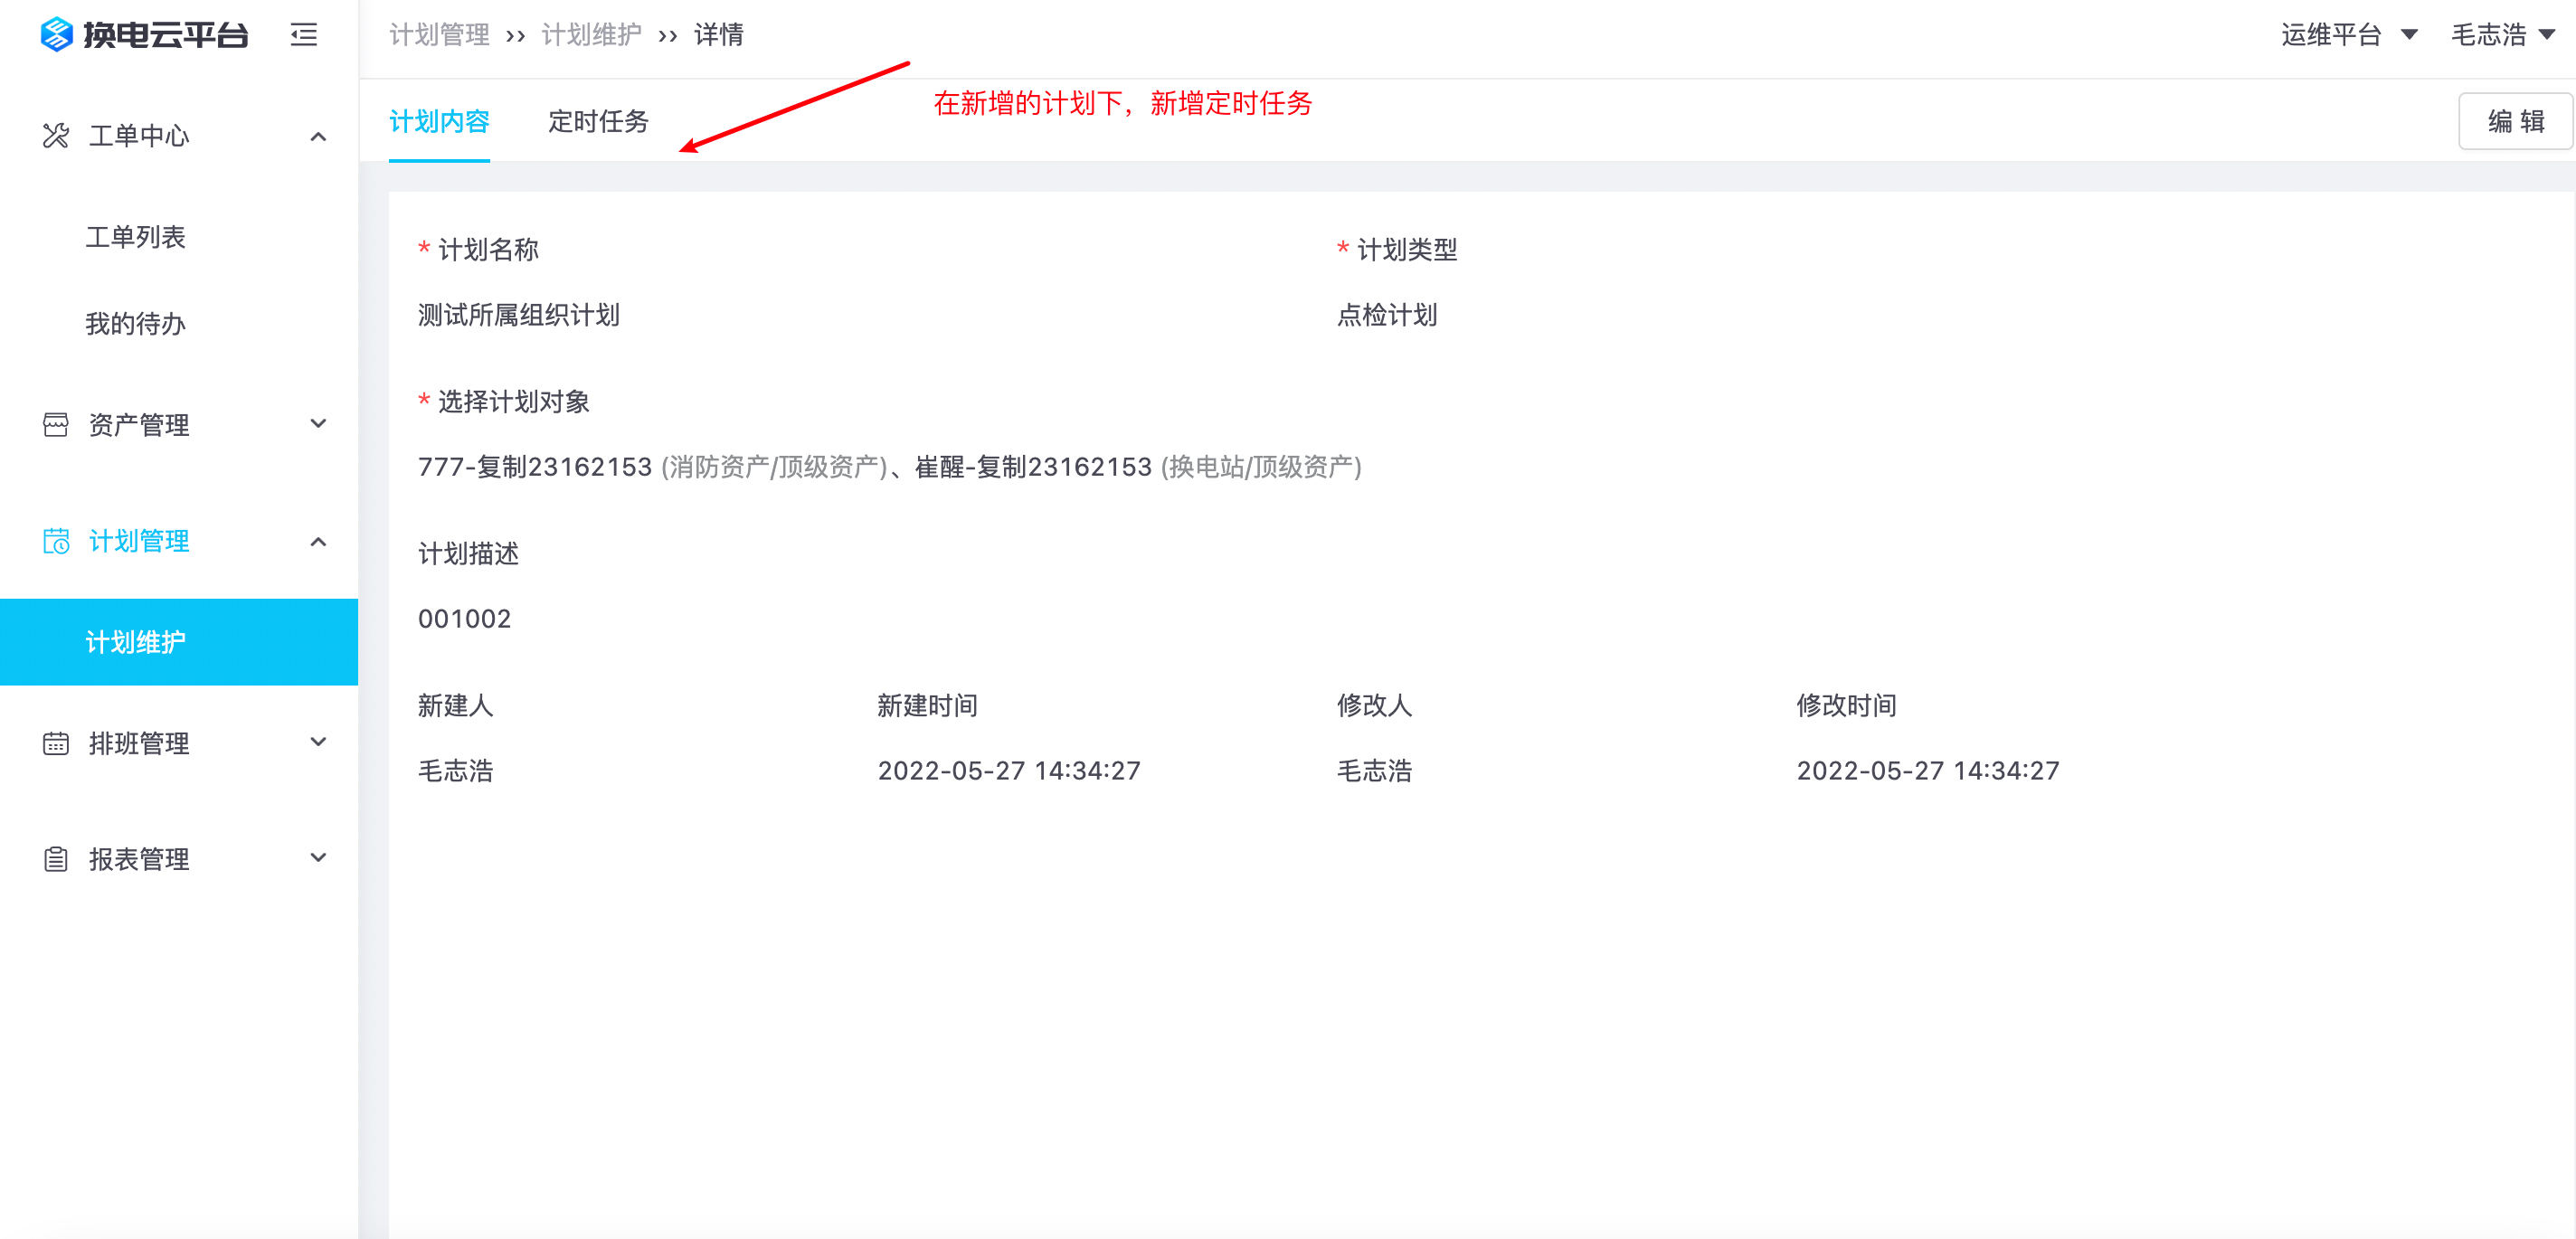 换电云平台
计划管理 ›› 计划维护 ›› 详情
运维平台
毛志浩
工单中心
工单列表
我的待办
资产管理
计划管理
计划维护
排班管理
报表管理
计划内容
定时任务
在新增的计划下，新增定时任务
编 辑
* 计划名称
* 计划类型
测试所属组织计划
点检计划
* 选择计划对象
777-复制23162153 (消防资产/顶级资产)、崔醒-复制23162153 (换电站/顶级资产)
计划描述
001002
新建人
新建时间
修改人
修改时间
毛志浩
2022-05-27 14:34:27
毛志浩
2022-05-27 14:34:27